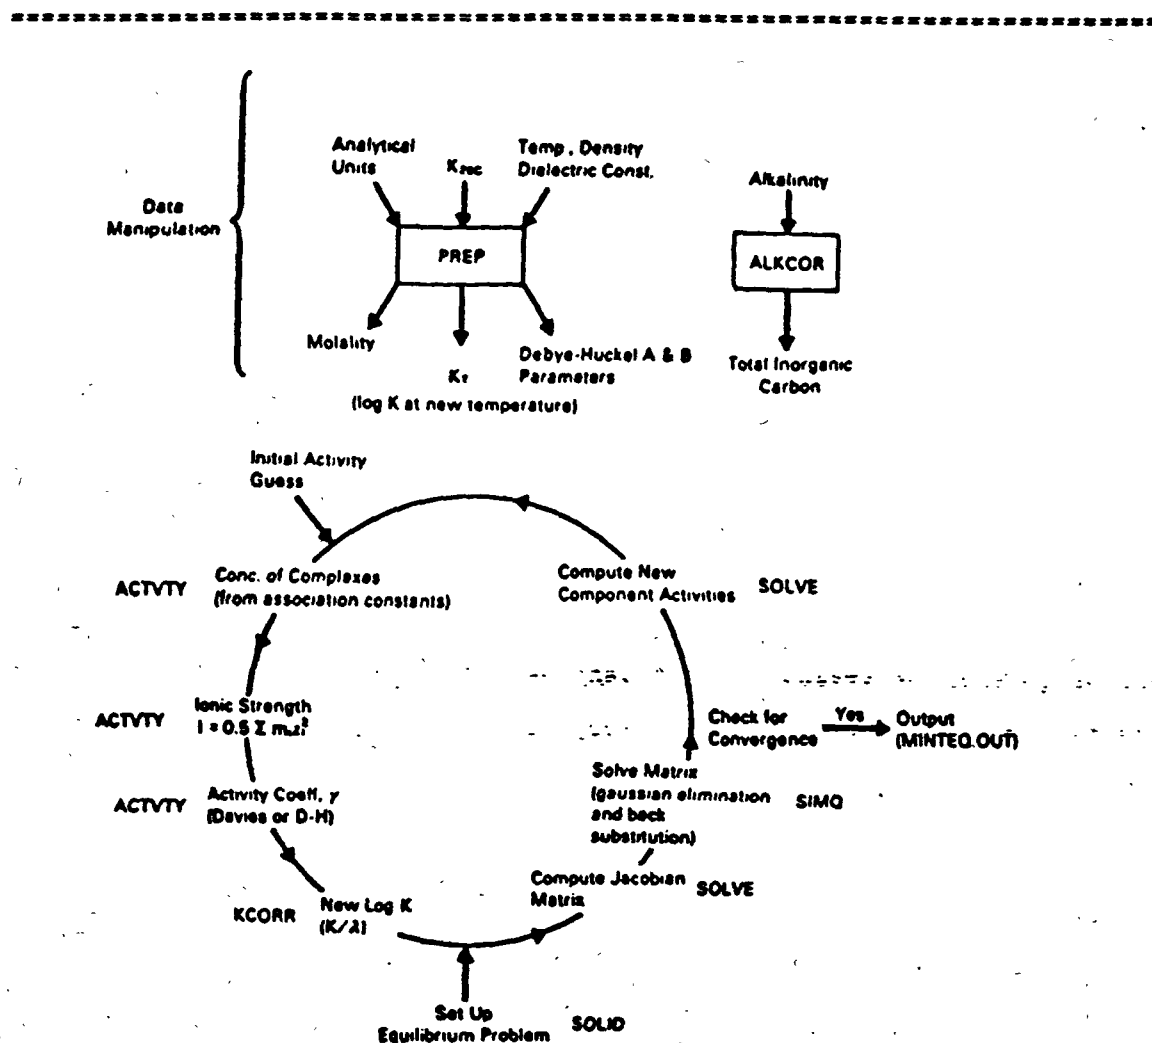 Data
Manipulation
Analytical
Units
K₂₉₈
Temp, Density
Dielectric Const.
PREP
Molality
K_T
(log K at new temperature)
Debye-Huckel A & B
Parameters
Alkalinity
ALKCOR
Total Inorganic
Carbon
Initial Activity
Guess
ACTVTY
Conc. of Complexes
(from association constants)
Compute New
Component Activities
SOLVE
ACTVTY
Ionic Strength
I = 0.5 Σ mᵢzᵢ²
Check for
Convergence
Yes
Output
(MINTEQ.OUT)
ACTVTY
Activity Coeff, γ
(Davies or D-H)
Solve Matrix
(gaussian elimination
and back
substitution)
SIMQ
Compute Jacobian
Matrix
SOLVE
KCORR
New Log K
(K/λ)
Set Up
Equilibrium Problem
SOLID